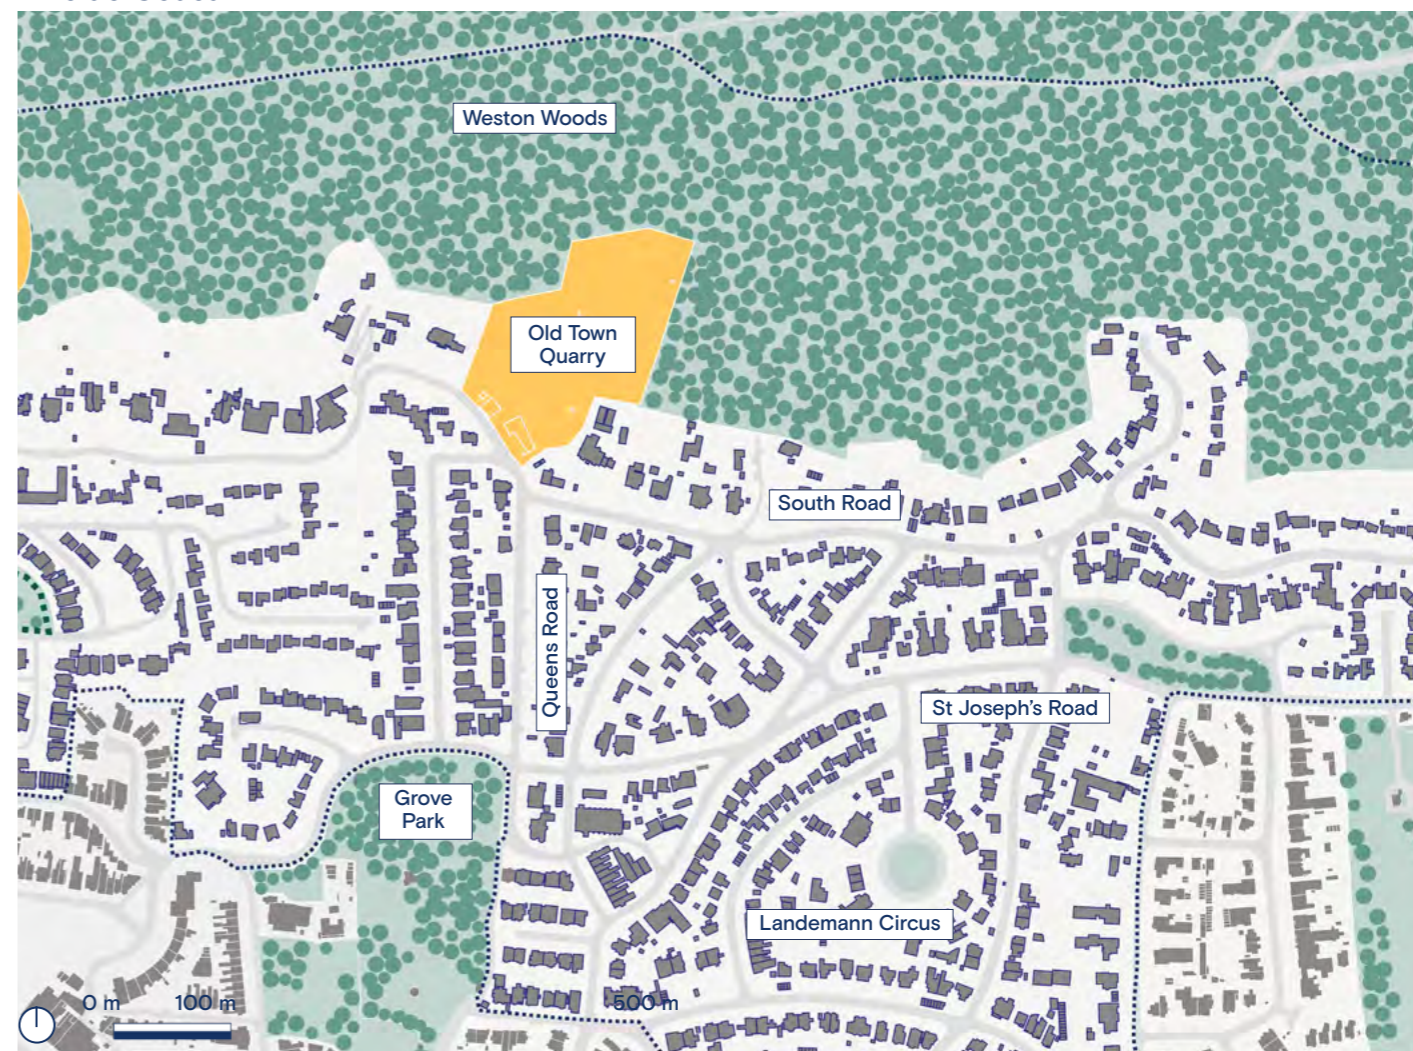 Weston Woods
Old Town
Quarry
South Road
Queens Road
St Joseph's Road
Grove
Park
Landemann Circus
0 m 100 m 500 m